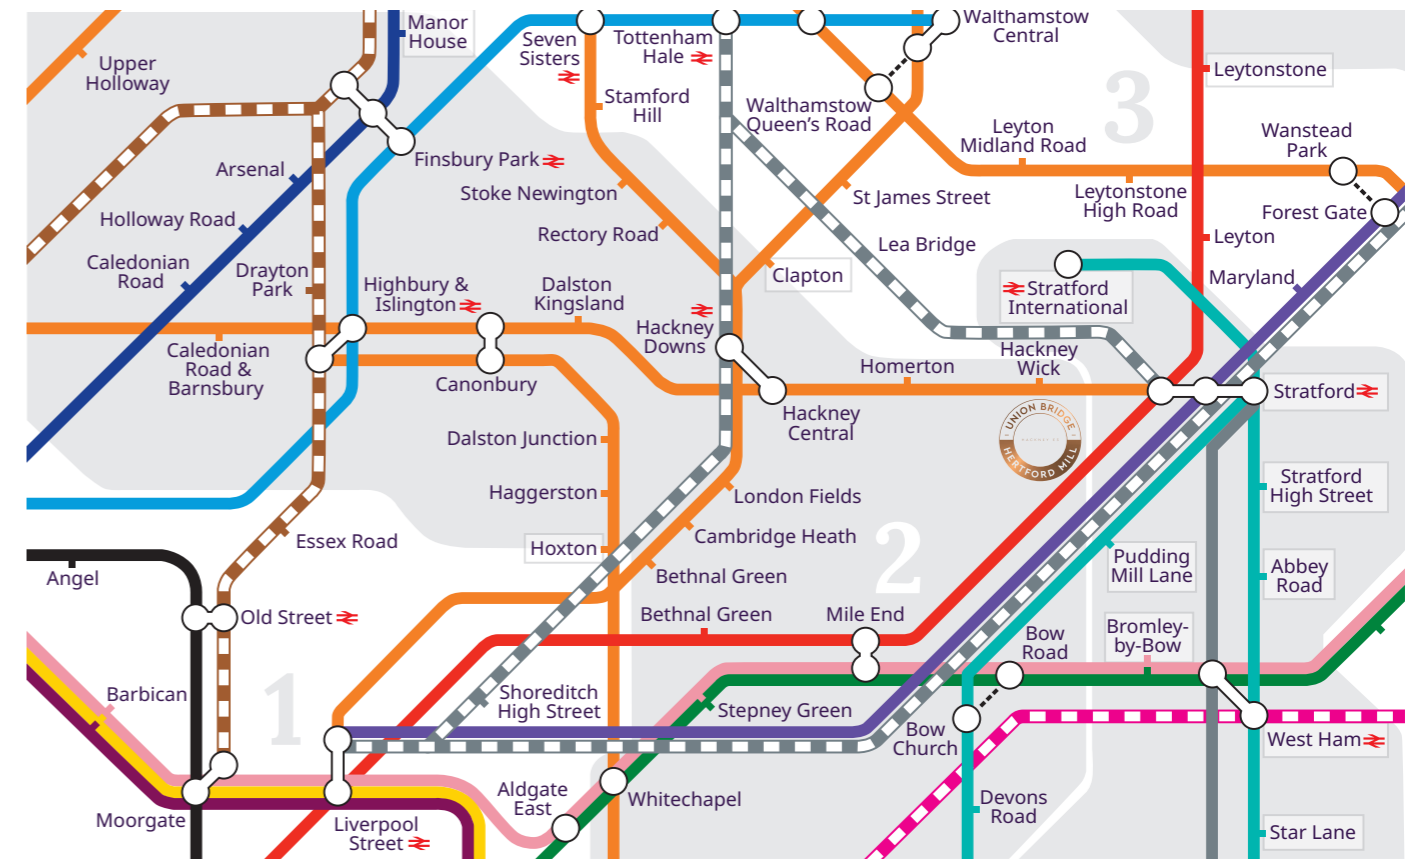 Manor
House
Upper
Holloway
Seven
Sisters
Tottenham
Hale
Walthamstow
Central
Leytonstone
3
Stamford
Hill
Walthamstow
Queen's Road
Leyton
Midland Road
Wanstead
Park
Finsbury Park
Arsenal
Stoke Newington
St James Street
Leytonstone
High Road
Forest Gate
Holloway Road
Rectory Road
Lea Bridge
Leyton
Caledonian
Road
Drayton
Park
Highbury &
Islington
Dalston
Kingsland
Clapton
Maryland
Stratford
International
Hackney
Downs
Caledonian
Road &
Barnsbury
Canonbury
Homerton
Hackney
Wick
Stratford
Hackney
Central
UNION BRIDGE
HERTFORD MILL
Dalston Junction
Haggerston
London Fields
Stratford
High Street
Essex Road
Hoxton
Cambridge Heath
2
Pudding
Mill Lane
Abbey
Road
Angel
Bethnal Green
Old Street
Bethnal Green
Mile End
Bow
Road
Bromley-
by-Bow
Barbican
1
Shoreditch
High Street
Stepney Green
Bow
Church
West Ham
Moorgate
Liverpool
Street
Aldgate
East
Whitechapel
Devons
Road
Star Lane